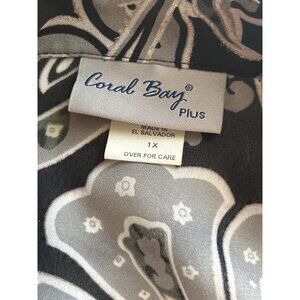 Coral Bay®
Plus
MADE IN
EL SALVADOR
1X
OVER FOR CARE